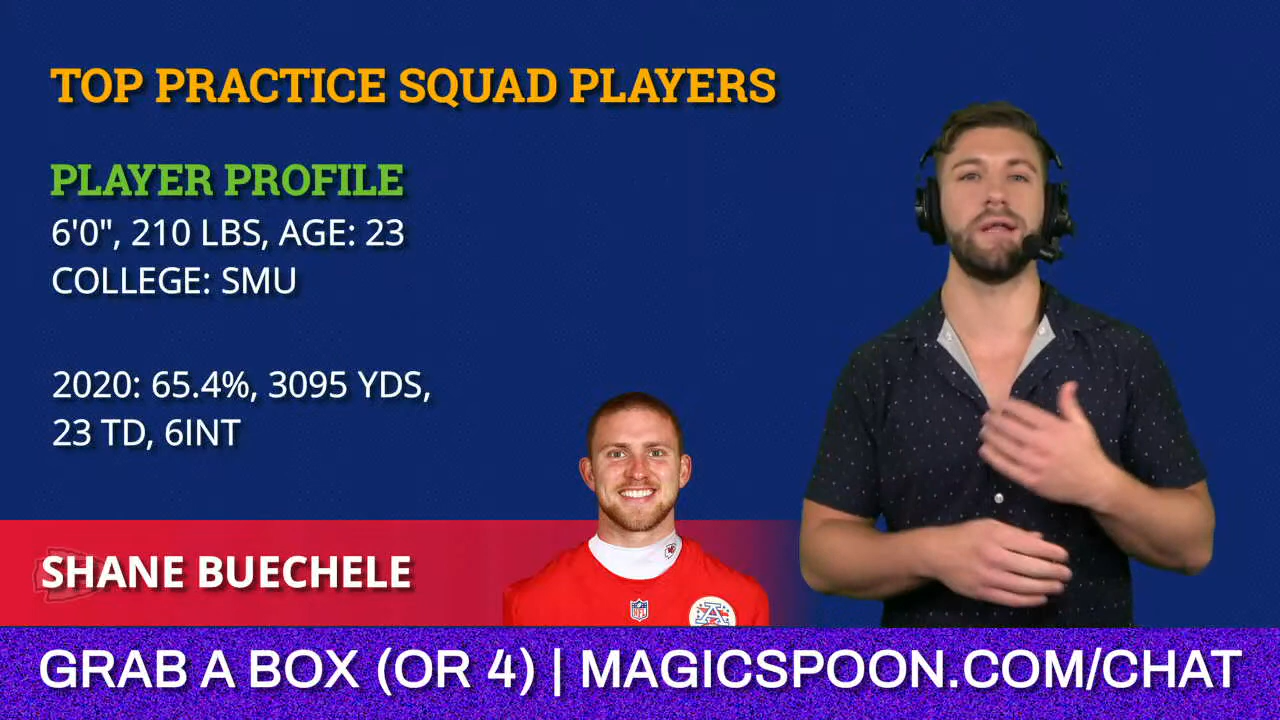 TOP PRACTICE SQUAD PLAYERS
PLAYER PROFILE
6'0", 210 LBS, AGE: 23
COLLEGE: SMU
2020: 65.4%, 3095 YDS,
23 TD, 6INT
SHANE BUECHELE
NFL
GRAB A BOX (OR 4) | MAGICSPOON.COM/CHAT